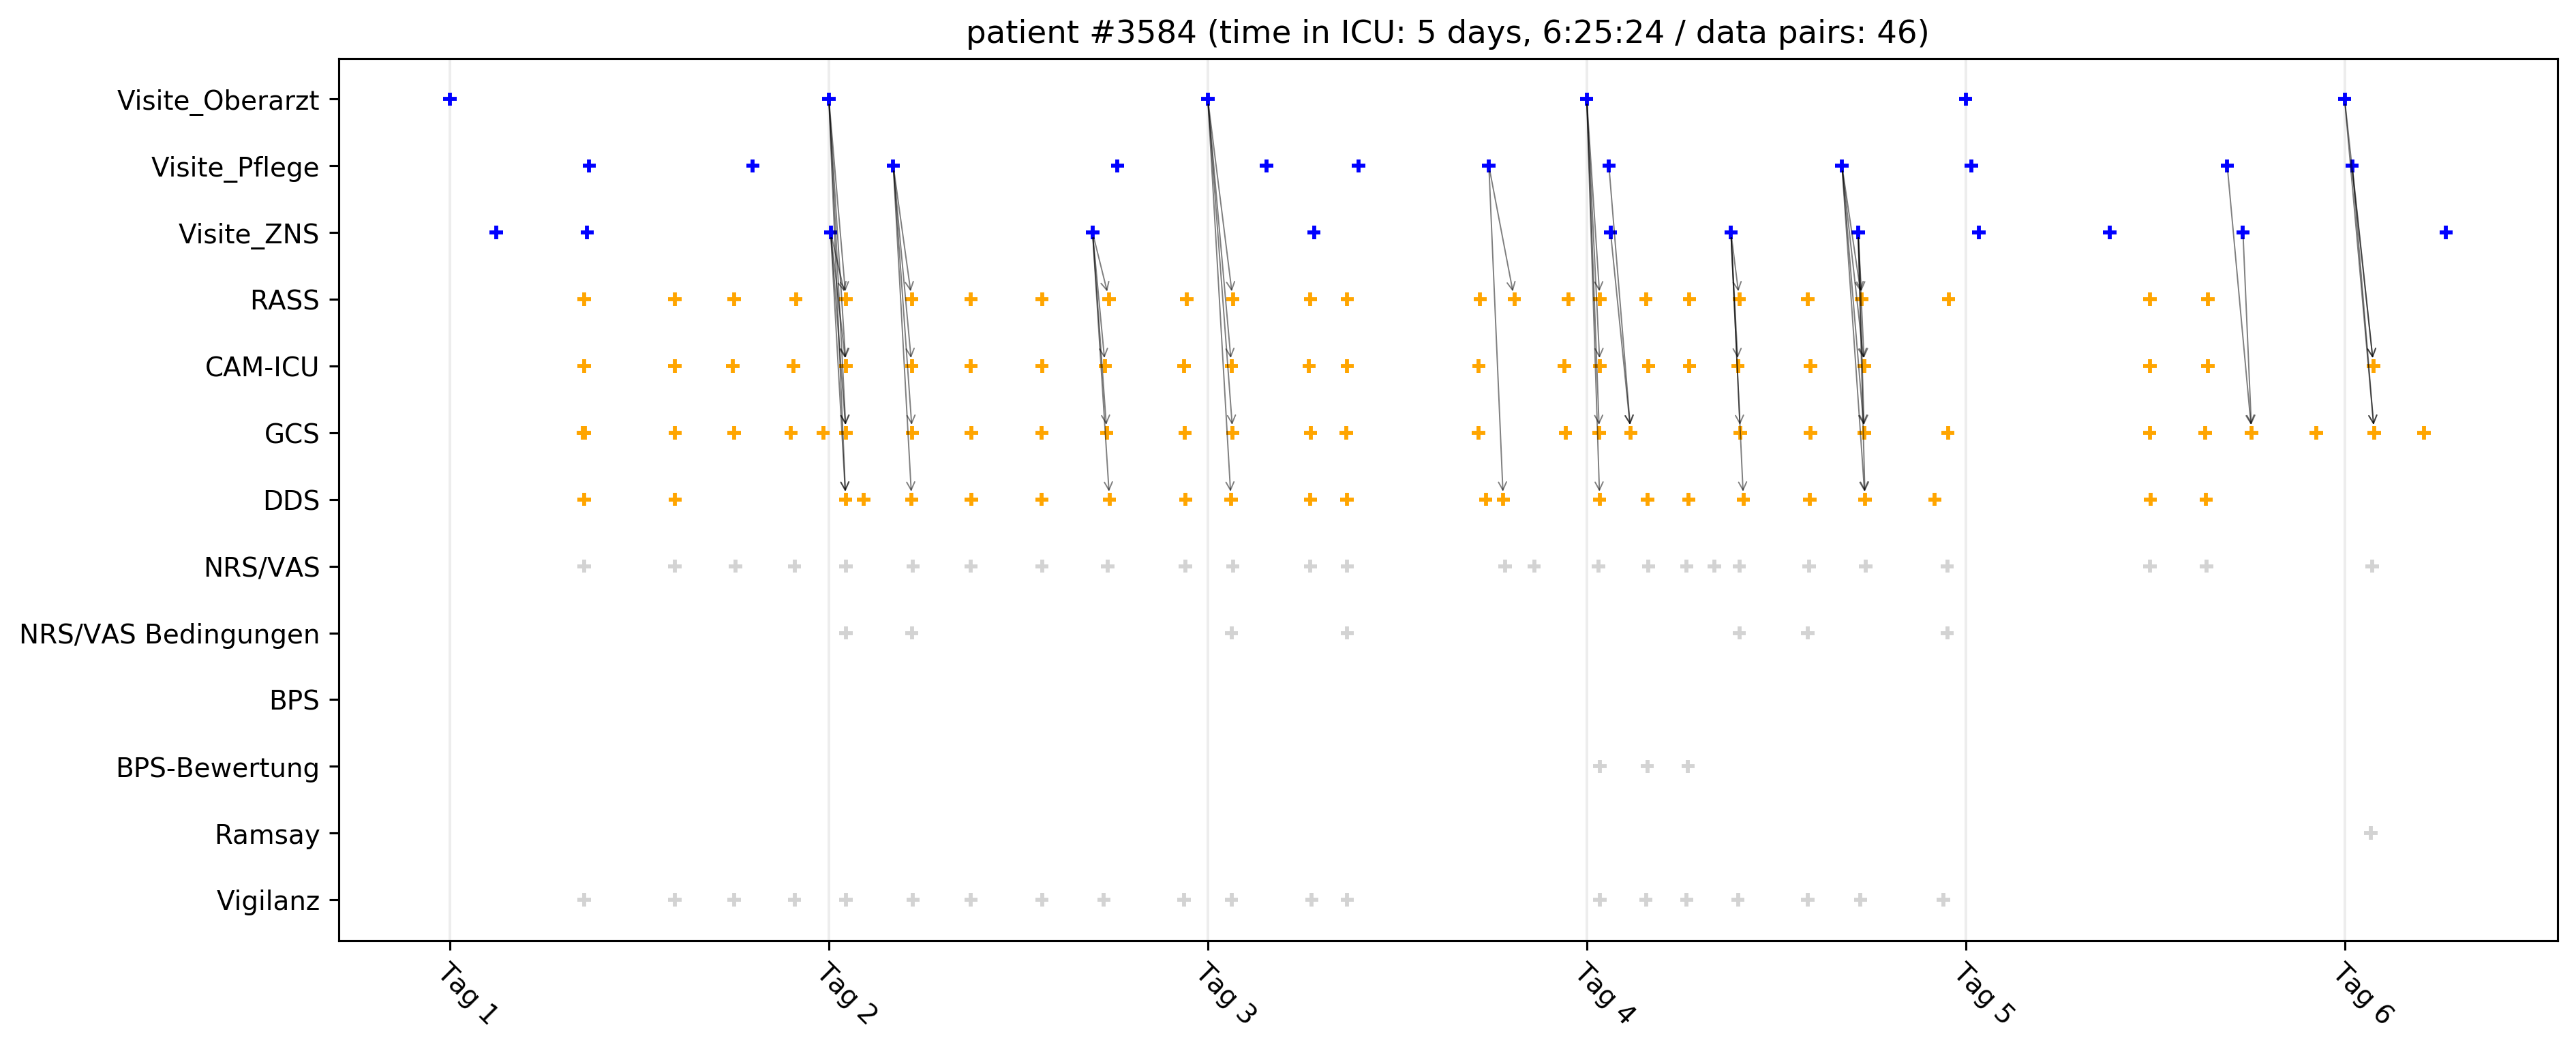 patient #3584 (time in ICU: 5 days, 6:25:24 / data pairs: 46)
Visite_Oberarzt
Visite_Pflege
Visite_ZNS
RASS
CAM-ICU
GCS
DDS
NRS/VAS
NRS/VAS Bedingungen
BPS
BPS-Bewertung
Ramsay
Vigilanz
Tag 1
Tag 2
Tag 3
Tag 4
Tag 5
Tag 6